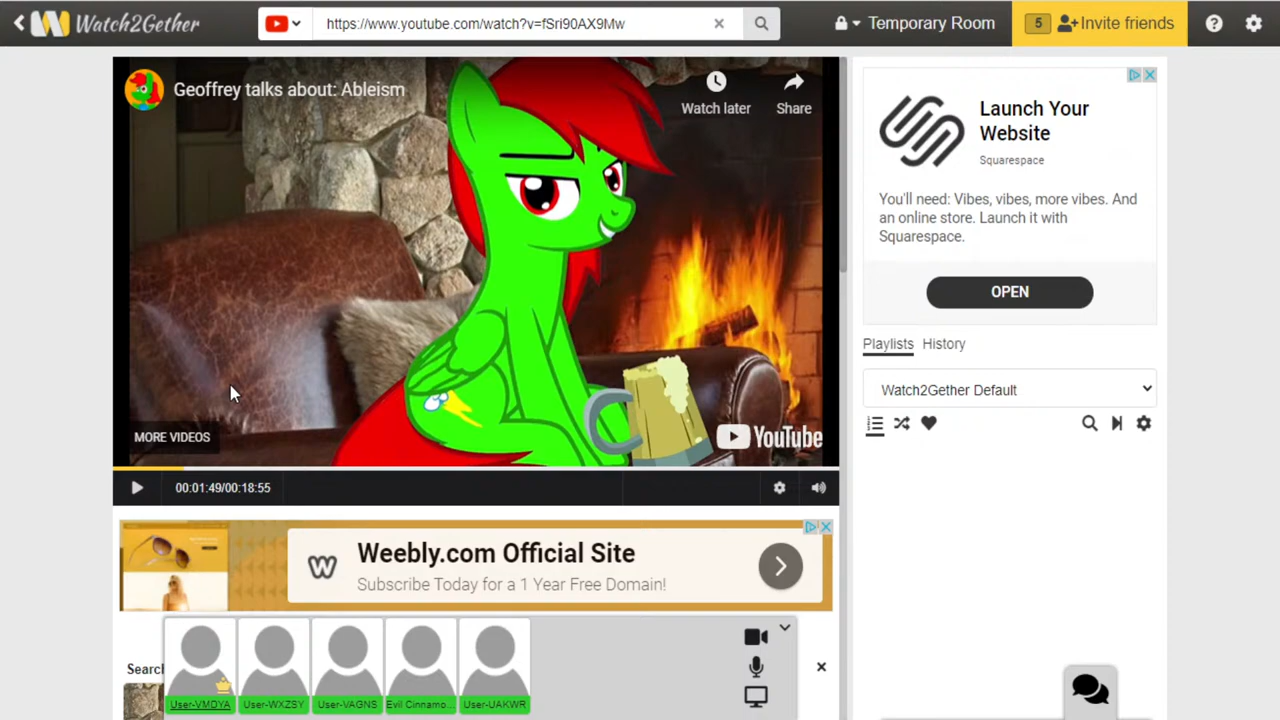 Watch2Gether
https://www.youtube.com/watch?v=fSri90AX9Mw
Temporary Room
5
Invite friends
Geoffrey talks about: Ableism
Watch later
Share
MORE VIDEOS
YouTube
00:01:49/00:18:55
Launch Your
Website
Squarespace
You'll need: Vibes, vibes, more vibes. And
an online store. Launch it with
Squarespace.
OPEN
Playlists
History
Watch2Gether Default
Weebly.com Official Site
Subscribe Today for a 1 Year Free Domain!
Searc
User-VMDYA
User-WXZSY
User-VAGNS
Evil Cinnamo...
User-UAKWR